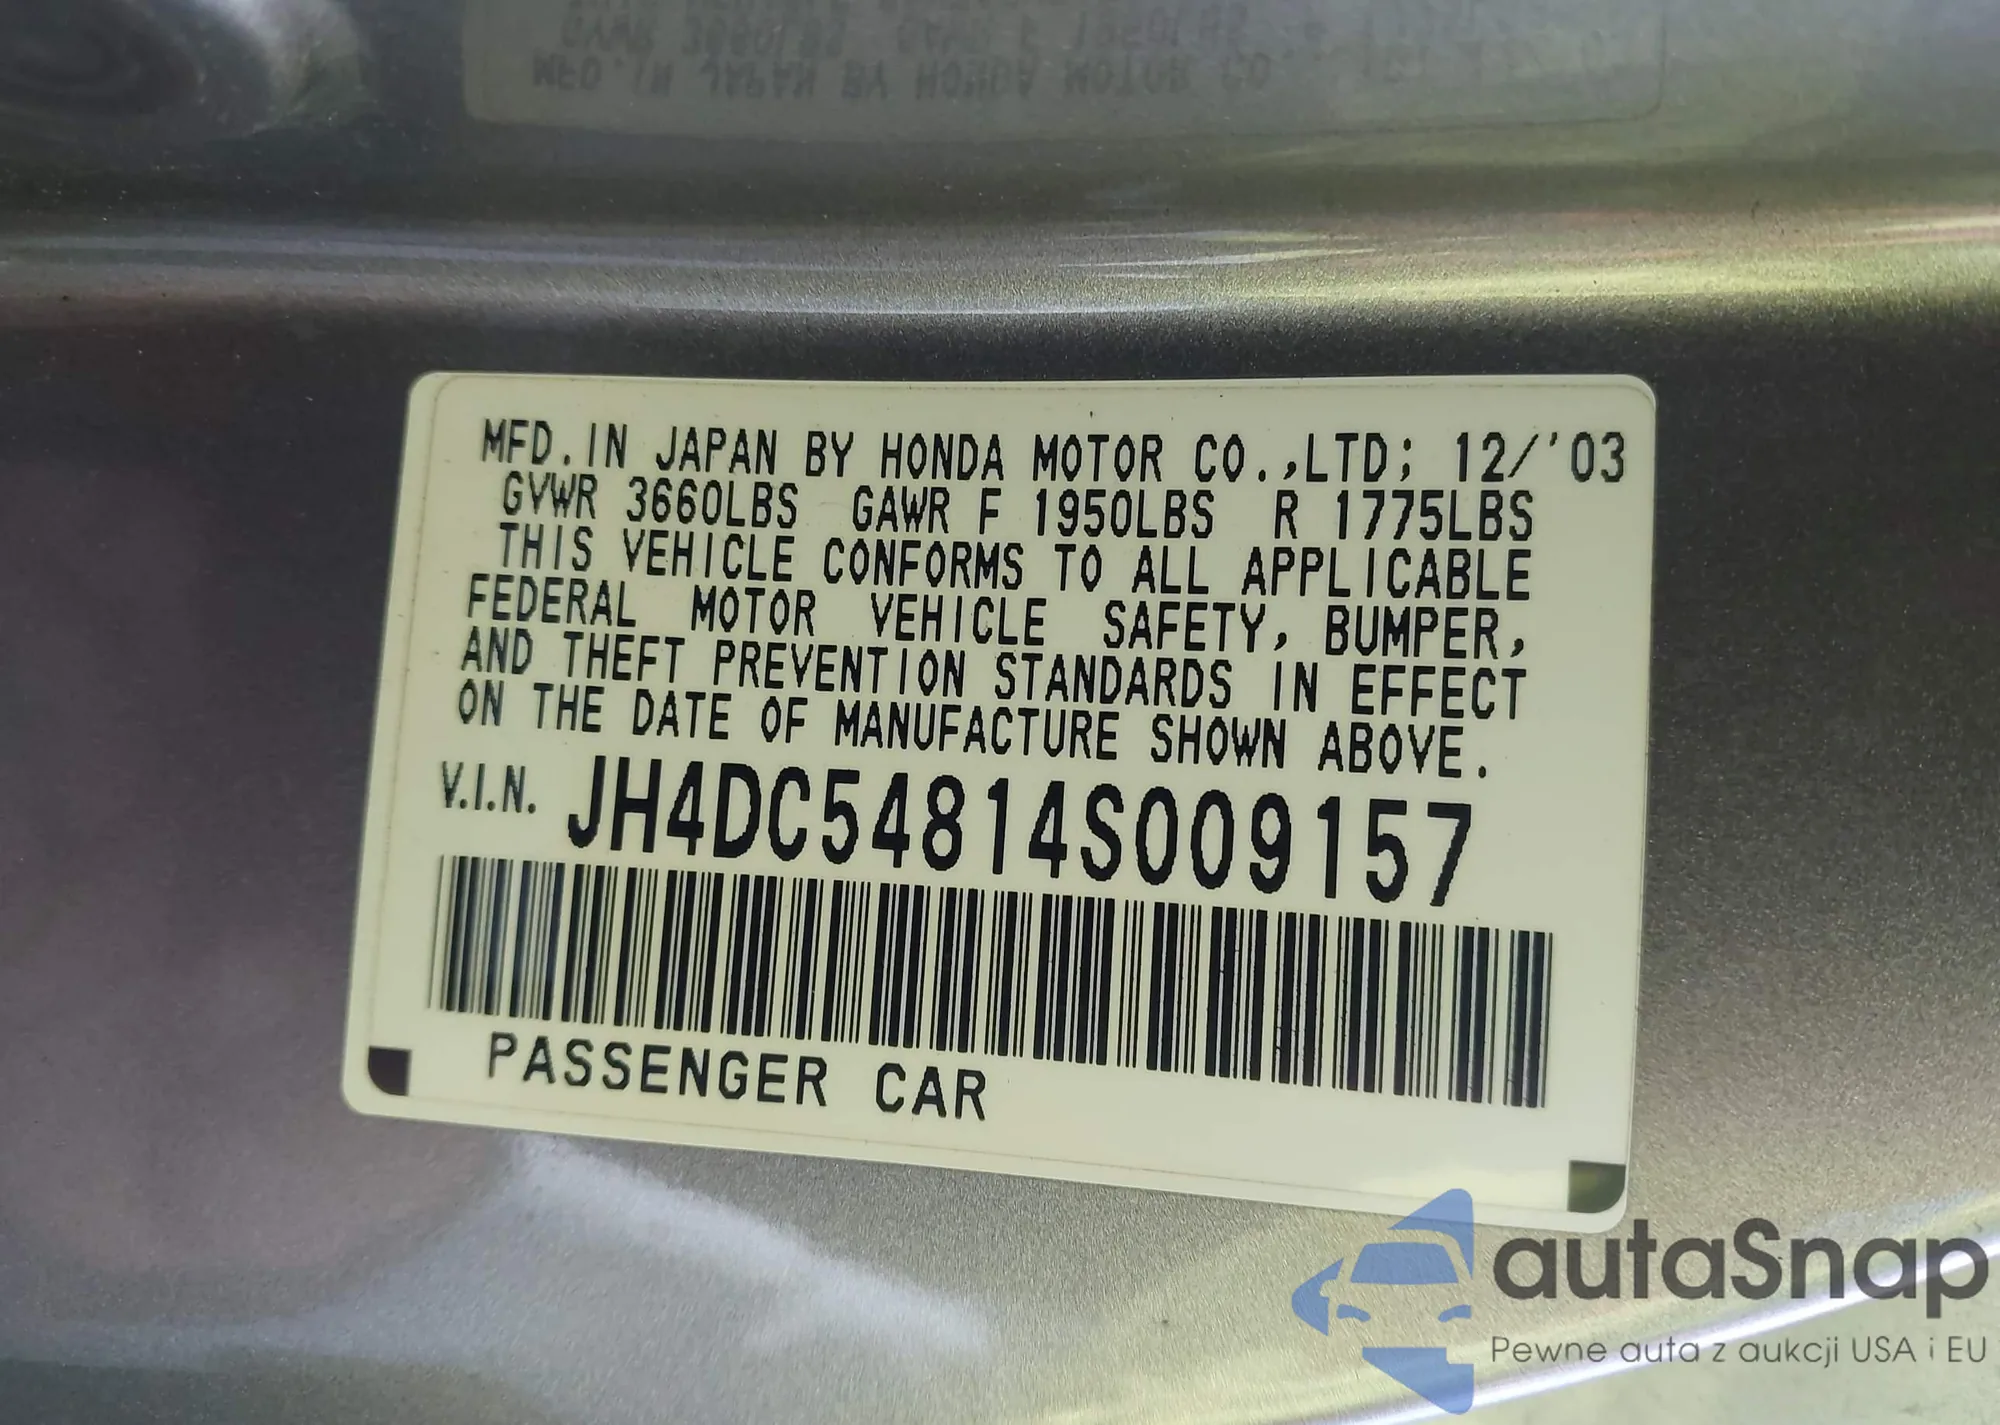 MFD. IN JAPAN BY HONDA MOTOR CO.,LTD; 12/'03
GVWR 3660LBS GAWR F 1950LBS R 1775LBS
THIS VEHICLE CONFORMS TO ALL APPLICABLE
FEDERAL MOTOR VEHICLE SAFETY, BUMPER,
AND THEFT PREVENTION STANDARDS IN EFFECT
ON THE DATE OF MANUFACTURE SHOWN ABOVE.
V.I.N. JH4DC54814S009157
PASSENGER CAR
autaSnap
Pewne auta z aukcji USA i EU